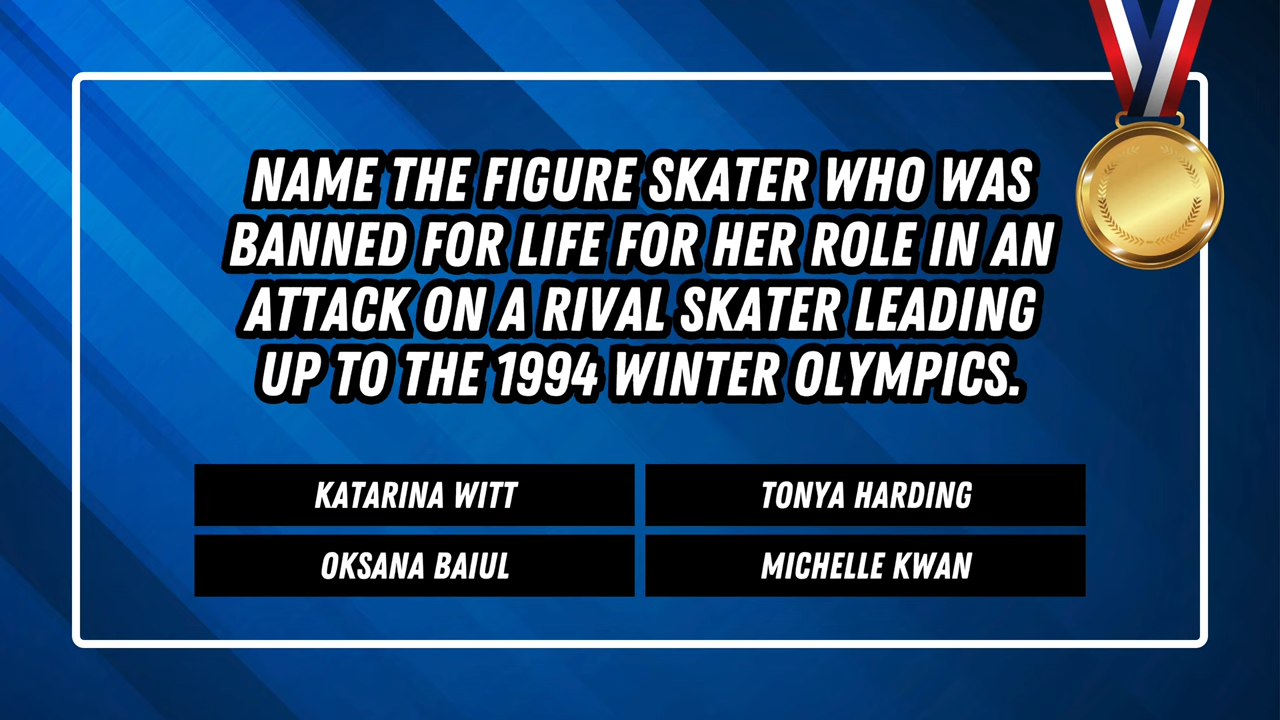 NAME THE FIGURE SKATER WHO WAS
BANNED FOR LIFE FOR HER ROLE IN AN
ATTACK ON A RIVAL SKATER LEADING
UP TO THE 1994 WINTER OLYMPICS.
KATARINA WITT
TONYA HARDING
OKSANA BAIUL
MICHELLE KWAN